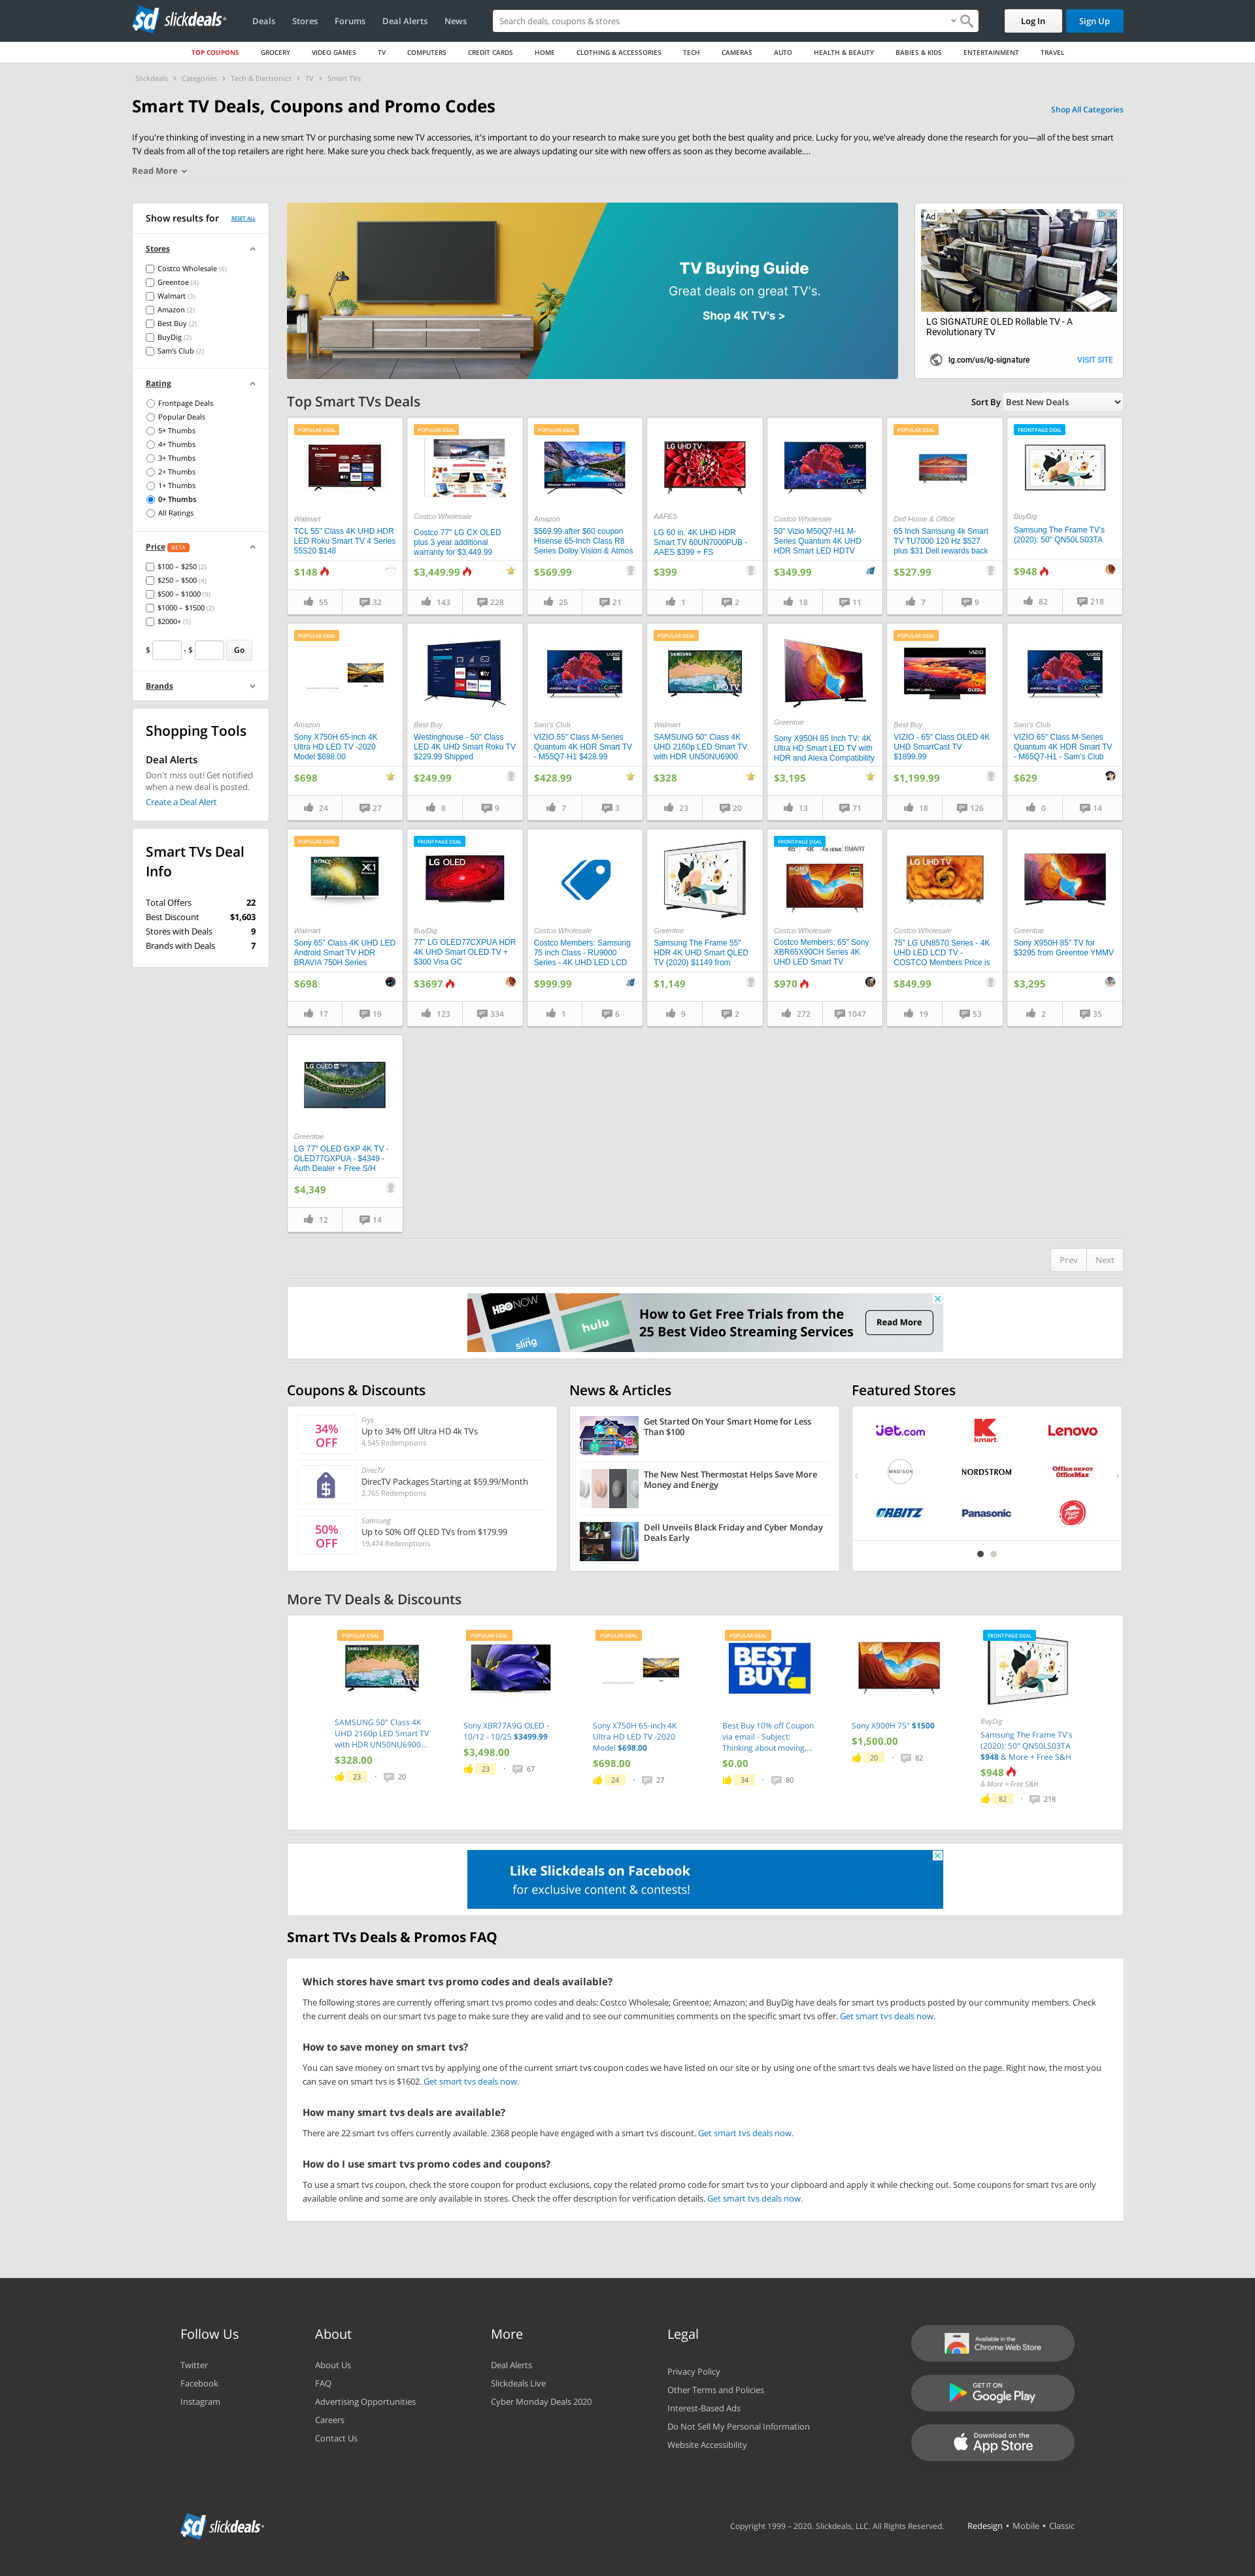 slickdeals
Deals
Stores
Forums
Deal Alerts
News
Search deals, coupons & stores
Log In
Sign Up
TOP COUPONS
GROCERY
VIDEO GAMES
TV
COMPUTERS
CREDIT CARDS
HOME
CLOTHING & ACCESSORIES
TECH
CAMERAS
AUTO
HEALTH & BEAUTY
BABIES & KIDS
ENTERTAINMENT
TRAVEL
Slickdeals > Categories > Tech & Electronics > TV > Smart TVs
Smart TV Deals, Coupons and Promo Codes
Shop All Categories
If you're thinking of investing in a new smart TV or purchasing some new TV accessories, it's important to do your research to make sure you get both the best quality and price. Lucky for you, we've already done the research for you—all of the best smart
TV deals from all of the top retailers are right here. Make sure you check back frequently, as we are always updating our site with new offers as soon as they become available....
Read More
Show results for
RESET ALL
Stores
Costco Wholesale (6)
Greentoe (4)
Walmart (3)
Amazon (2)
Best Buy (2)
BuyDig (2)
Sam's Club (2)
Rating
Frontpage Deals
Popular Deals
5+ Thumbs
4+ Thumbs
3+ Thumbs
2+ Thumbs
1+ Thumbs
0+ Thumbs
All Ratings
Price BETA
$100 – $250 (2)
$250 – $500 (4)
$500 – $1000 (9)
$1000 – $1500 (2)
$2000+ (5)
$ - $ Go
Brands
Shopping Tools
Deal Alerts
Don't miss out! Get notified
when a new deal is posted.
Create a Deal Alert
Smart TVs Deal
Info
Total Offers 22
Best Discount $1,603
Stores with Deals 9
Brands with Deals 7
TV Buying Guide
Great deals on great TV's.
Shop 4K TV's >
Ad
LG SIGNATURE OLED Rollable TV - A
Revolutionary TV
lg.com/us/lg-signature
VISIT SITE
Top Smart TVs Deals
Sort By Best New Deals
POPULAR DEAL
Walmart
TCL 55" Class 4K UHD HDR
LED Roku Smart TV 4 Series
55S20 $148
$148
55
32
POPULAR DEAL
Costco Wholesale
Costco 77" LG CX OLED
plus 3 year additional
warranty for $3,449.99
$3,449.99
143
228
POPULAR DEAL
Amazon
$569.99 after $60 coupon
Hisense 65-Inch Class R8
Series Dolby Vision & Atmos
$569.99
25
21
LG UHD TV
AAFES
LG 60 in. 4K UHD HDR
Smart TV 60UN7000PUB -
AAES $399 + FS
$399
1
2
VIZIO
Costco Wholesale
50" Vizio M50Q7-H1 M-
Series Quantum 4K UHD
HDR Smart LED HDTV
$349.99
18
11
POPULAR DEAL
Dell Home & Office
65 Inch Samsung 4k Smart
TV TU7000 120 Hz $527
plus $31 Dell rewards back
$527.99
7
9
FRONTPAGE DEAL
BuyDig
Samsung The Frame TV's
(2020): 50" QN50LS03TA
$948
82
218
POPULAR DEAL
Amazon
Sony X750H 65-inch 4K
Ultra HD LED TV -2020
Model $698.00
$698
24
27
Best Buy
Westinghouse - 50" Class
LED 4K UHD Smart Roku TV
$229.99 Shipped
$249.99
8
9
VIZIO
Sam's Club
VIZIO 55" Class M-Series
Quantum 4K HDR Smart TV
- M55Q7-H1 $428.99
$428.99
7
3
POPULAR DEAL
SAMSUNG
UHD TV
Walmart
SAMSUNG 50" Class 4K
UHD 2160p LED Smart TV
with HDR UN50NU6900
$328
23
20
Greentoe
Sony X950H 85 Inch TV: 4K
Ultra HD Smart LED TV with
HDR and Alexa Compatibility
$3,195
13
71
POPULAR DEAL
VIZIO
OLED
Best Buy
VIZIO - 65" Class OLED 4K
UHD SmartCast TV
$1899.99
$1,199.99
18
126
VIZIO
Sam's Club
VIZIO 65" Class M-Series
Quantum 4K HDR Smart TV
- M65Q7-H1 - Sam's Club
$629
0
14
POPULAR DEAL
SONY
X1
Walmart
Sony 65" Class 4K UHD LED
Android Smart TV HDR
BRAVIA 750H Series
$698
17
19
FRONTPAGE DEAL
LG OLED
BuyDig
77" LG OLED77CXPUA HDR
4K UHD Smart OLED TV +
$300 Visa GC
$3697
123
334
Costco Wholesale
Costco Members: Samsung
75 inch Class - RU9000
Series - 4K UHD LED LCD
$999.99
1
6
Greentoe
Samsung The Frame 55"
HDR 4K UHD Smart QLED
TV (2020) $1149 from
$1,149
9
2
FRONTPAGE DEAL
65" 4K 4K HDMI SMART
SONY
Costco Wholesale
Costco Members: 65" Sony
XBR65X90CH Series 4K
UHD LED Smart TV
$970
272
1047
LG UHD TV
Costco Wholesale
75" LG UN8570 Series - 4K
UHD LED LCD TV -
COSTCO Members Price is
$849.99
19
53
Greentoe
Sony X950H 85" TV for
$3295 from Greentoe YMMV
$3,295
2
35
LG OLED
Greentoe
LG 77" OLED GXP 4K TV -
OLED77GXPUA - $4349 -
Auth Dealer + Free S/H
$4,349
12
14
Prev
Next
HBO NOW
sling
hulu
How to Get Free Trials from the
25 Best Video Streaming Services
Read More
Coupons & Discounts
34%
OFF
Frys
Up to 34% Off Ultra HD 4k TVs
4,545 Redemptions
DirecTV
DirecTV Packages Starting at $59.99/Month
2,765 Redemptions
50%
OFF
Samsung
Up to 50% Off QLED TVs from $179.99
19,474 Redemptions
News & Articles
Get Started On Your Smart Home for Less
Than $100
The New Nest Thermostat Helps Save More
Money and Energy
Dell Unveils Black Friday and Cyber Monday
Deals Early
Featured Stores
jet.com
kmart
Lenovo
MADISON
NORDSTROM
Office DEPOT
OfficeMax
ORBITZ
Panasonic
Pizza Hut
More TV Deals & Discounts
POPULAR DEAL
SAMSUNG
UHD TV
SAMSUNG 50" Class 4K
UHD 2160p LED Smart TV
with HDR UN50NU6900...
$328.00
23 · 20
POPULAR DEAL
Sony XBR77A9G OLED -
10/12 - 10/25 $3499.99
$3,498.00
23 · 67
POPULAR DEAL
Sony X750H 65-inch 4K
Ultra HD LED TV -2020
Model $698.00
$698.00
24 · 27
POPULAR DEAL
BEST
BUY
Best Buy 10% off Coupon
via email - Subject:
Thinking about moving,...
$0.00
34 · 80
Sony X900H 75" $1500
$1,500.00
20 · 82
FRONTPAGE DEAL
BuyDig
Samsung The Frame TV's
(2020): 50" QN50LS03TA
$948 & More + Free S&H
$948
& More + Free S&H
82 · 218
Like Slickdeals on Facebook
for exclusive content & contests!
Smart TVs Deals & Promos FAQ
Which stores have smart tvs promo codes and deals available?
The following stores are currently offering smart tvs promo codes and deals: Costco Wholesale; Greentoe; Amazon; and BuyDig have deals for smart tvs products posted by our community members. Check
the current deals on our smart tvs page to make sure they are valid and to see our communities comments on the specific smart tvs offer. Get smart tvs deals now.
How to save money on smart tvs?
You can save money on smart tvs by applying one of the current smart tvs coupon codes we have listed on our site or by using one of the smart tvs deals we have listed on the page. Right now, the most you
can save on smart tvs is $1602. Get smart tvs deals now.
How many smart tvs deals are available?
There are 22 smart tvs offers currently available. 2368 people have engaged with a smart tvs discount. Get smart tvs deals now.
How do I use smart tvs promo codes and coupons?
To use a smart tvs coupon, check the store coupon for product exclusions, copy the related promo code for smart tvs to your clipboard and apply it while checking out. Some coupons for smart tvs are only
available online and some are only available in stores. Check the offer description for verification details. Get smart tvs deals now.
Follow Us
Twitter
Facebook
Instagram
About
About Us
FAQ
Advertising Opportunities
Careers
Contact Us
More
Deal Alerts
Slickdeals Live
Cyber Monday Deals 2020
Legal
Privacy Policy
Other Terms and Policies
Interest-Based Ads
Do Not Sell My Personal Information
Website Accessibility
Available in the
Chrome Web Store
GET IT ON
Google Play
Download on the
App Store
slickdeals
Copyright 1999 – 2020. Slickdeals, LLC. All Rights Reserved.
Redesign • Mobile • Classic